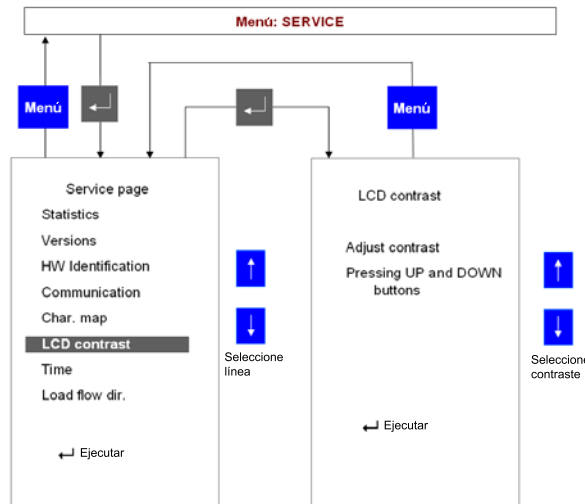 Menú: SERVICE
Menú
Menú
Service page
Statistics
Versions
HW Identification
Communication
Char. map
LCD contrast
Time
Load flow dir.
Ejecutar
Seleccione
línea
LCD contrast
Adjust contrast
Pressing UP and DOWN
buttons
Ejecutar
Seleccione
contraste